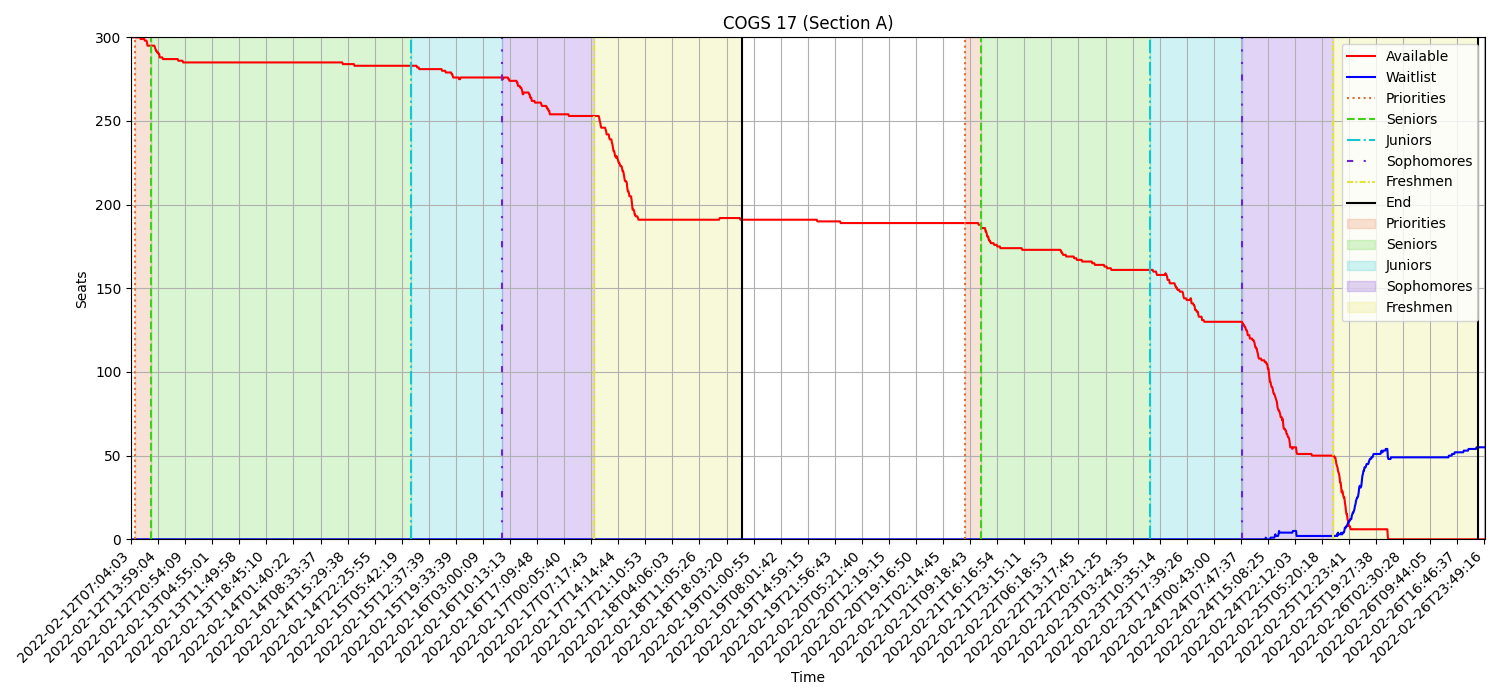 COGS 17 (Section A)
Seats
300
250
200
150
100
50
0
Available
Waitlist
Priorities
Seniors
Juniors
Sophomores
Freshmen
End
Priorities
Seniors
Juniors
Sophomores
Freshmen
2022-02-12T07:04:03
2022-02-12T13:59:04
2022-02-12T20:54:09
2022-02-13T04:55:01
2022-02-13T11:49:58
2022-02-13T18:45:10
2022-02-14T01:40:22
2022-02-14T08:33:37
2022-02-14T15:29:38
2022-02-14T22:25:55
2022-02-15T05:42:19
2022-02-15T12:37:39
2022-02-15T19:33:39
2022-02-16T03:00:09
2022-02-16T10:13:13
2022-02-16T17:09:48
2022-02-17T00:05:40
2022-02-17T07:17:43
2022-02-17T14:14:44
2022-02-17T21:10:53
2022-02-18T04:06:03
2022-02-18T11:05:26
2022-02-18T18:03:20
2022-02-19T01:00:55
2022-02-19T08:01:42
2022-02-19T14:59:15
2022-02-19T21:56:43
2022-02-20T05:21:40
2022-02-20T12:19:15
2022-02-20T19:16:50
2022-02-21T02:14:45
2022-02-21T09:18:43
2022-02-21T16:16:54
2022-02-21T23:15:11
2022-02-22T06:18:53
2022-02-22T13:17:45
2022-02-22T20:21:25
2022-02-23T03:24:35
2022-02-23T10:35:14
2022-02-23T17:39:26
2022-02-24T00:43:00
2022-02-24T07:47:37
2022-02-24T15:08:25
2022-02-24T22:12:03
2022-02-25T05:20:18
2022-02-25T12:23:41
2022-02-25T19:27:38
2022-02-26T02:30:28
2022-02-26T09:44:05
2022-02-26T16:46:37
2022-02-26T23:49:16
Time